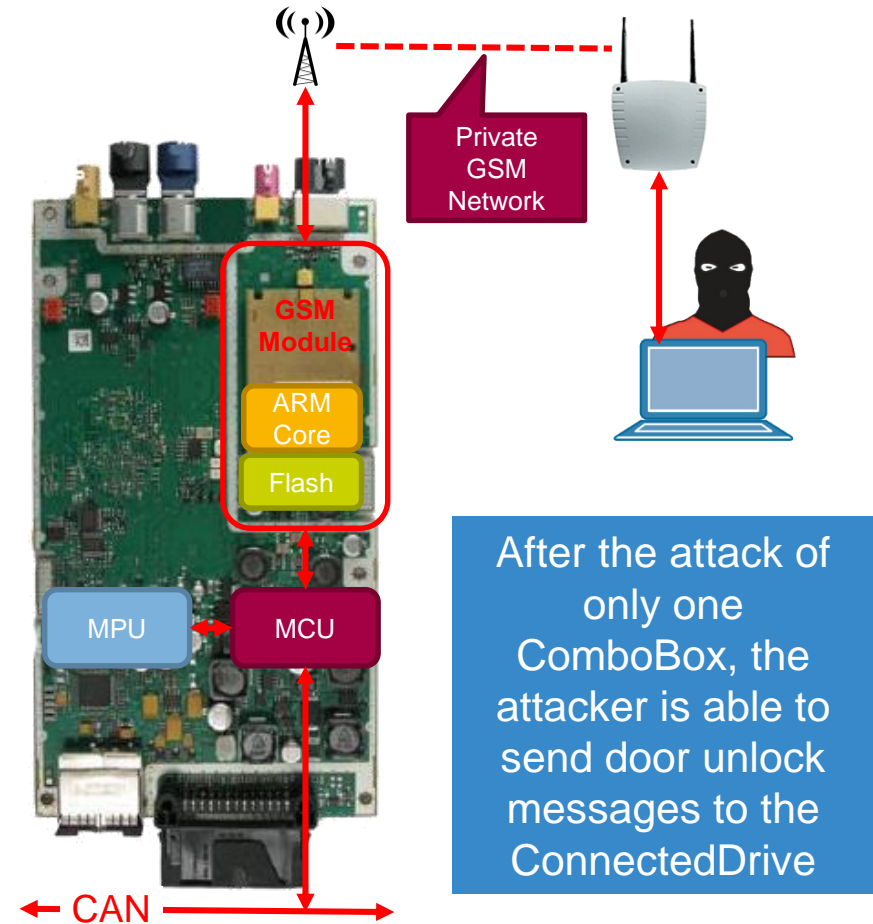 Private
GSM
Network
GSM
Module
ARM
Core
Flash
MPU
MCU
After the attack of
only one
ComboBox, the
attacker is able to
send door unlock
messages to the
ConnectedDrive
CAN